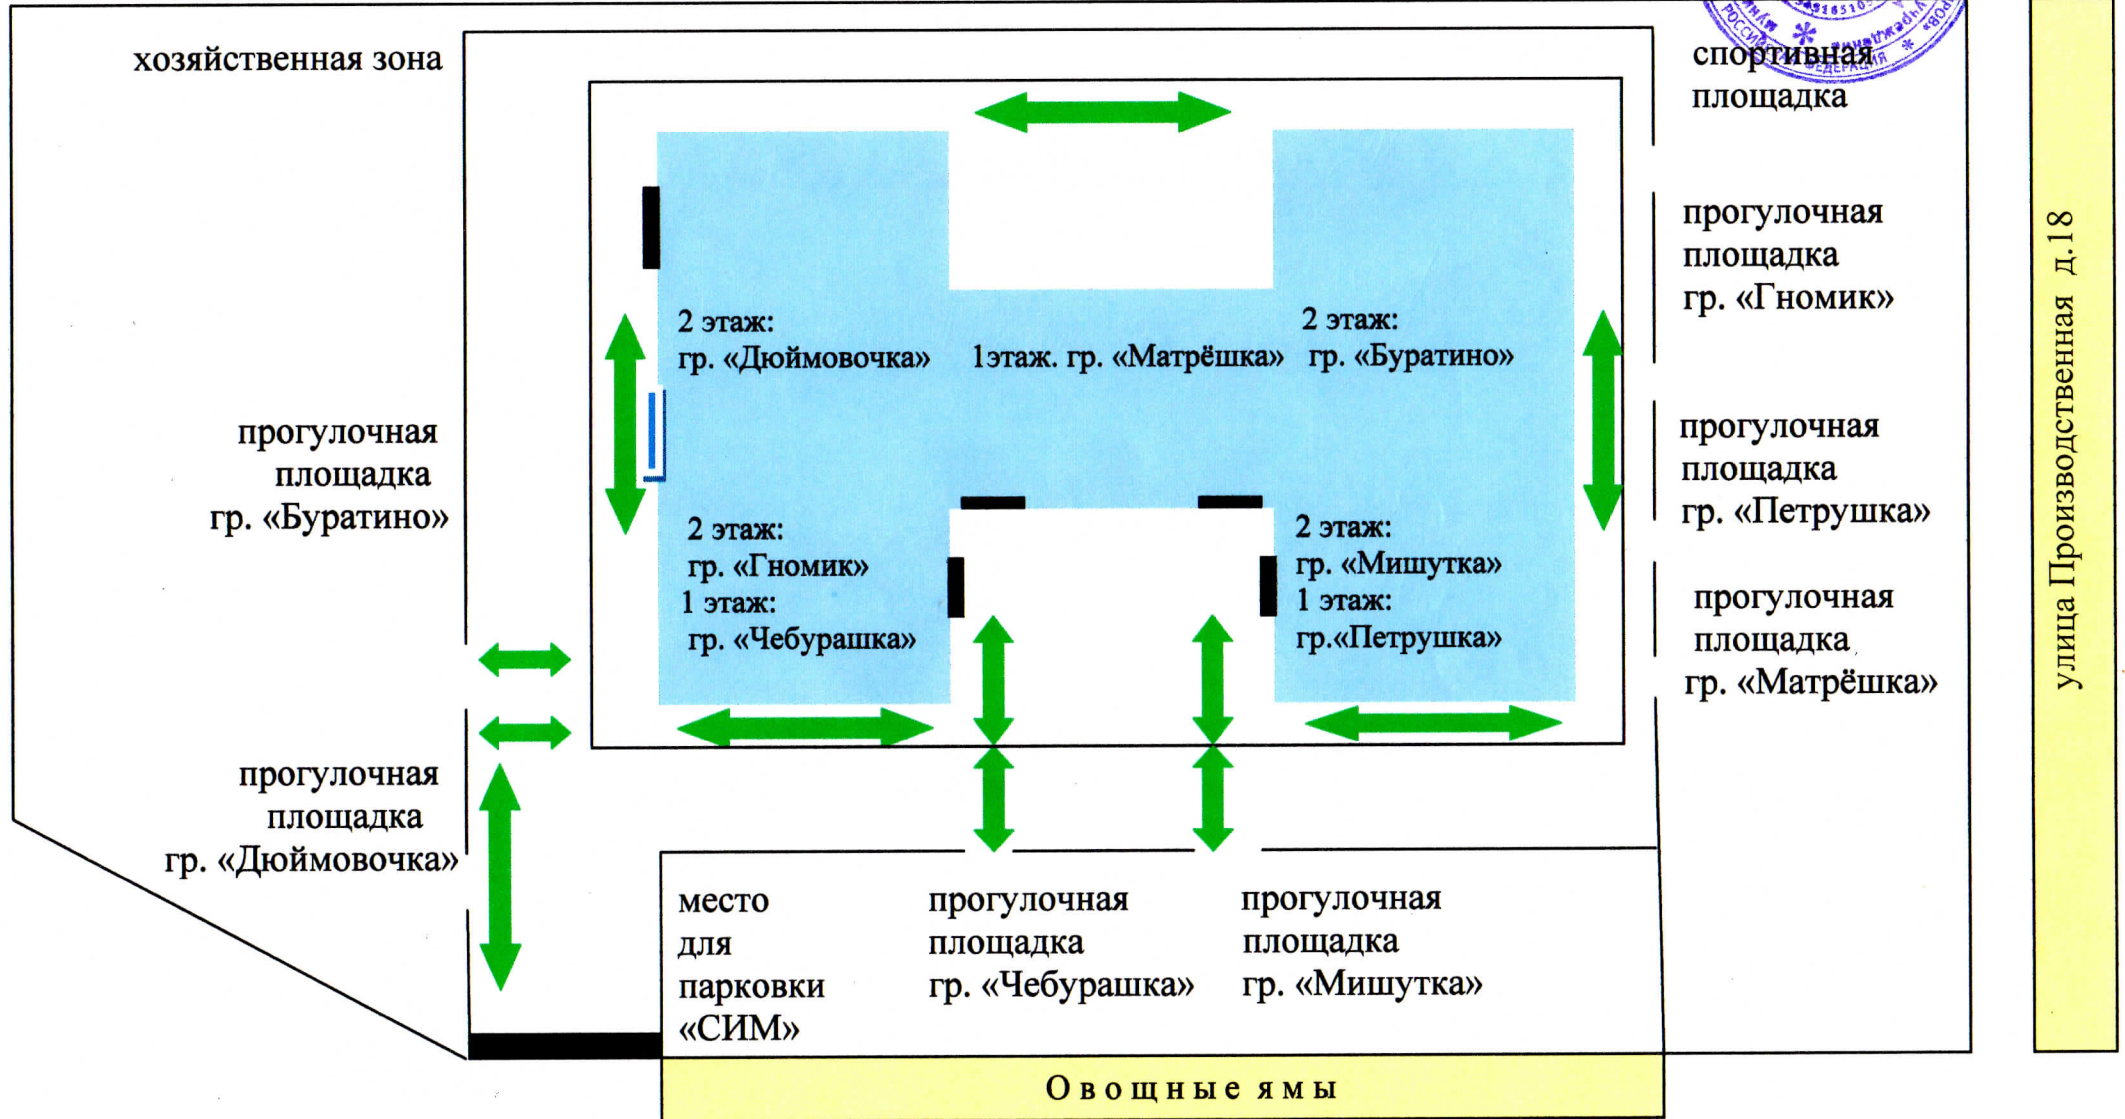 хозяйственная зона
спортивная
площадка
РОССИЙСКАЯ ФЕДЕРАЦИЯ
прогулочная
площадка
гр. «Гномик»
2 этаж:
гр. «Дюймовочка»
1этаж. гр. «Матрёшка»
2 этаж:
гр. «Буратино»
прогулочная
площадка
гр. «Буратино»
прогулочная
площадка
гр. «Петрушка»
2 этаж:
гр. «Гномик»
1 этаж:
гр. «Чебурашка»
2 этаж:
гр. «Мишутка»
1 этаж:
гр.«Петрушка»
прогулочная
площадка
гр. «Матрёшка»
прогулочная
площадка
гр. «Дюймовочка»
место
для
парковки
«СИМ»
прогулочная
площадка
гр. «Чебурашка»
прогулочная
площадка
гр. «Мишутка»
Овощные ямы
улица Производственная д.18